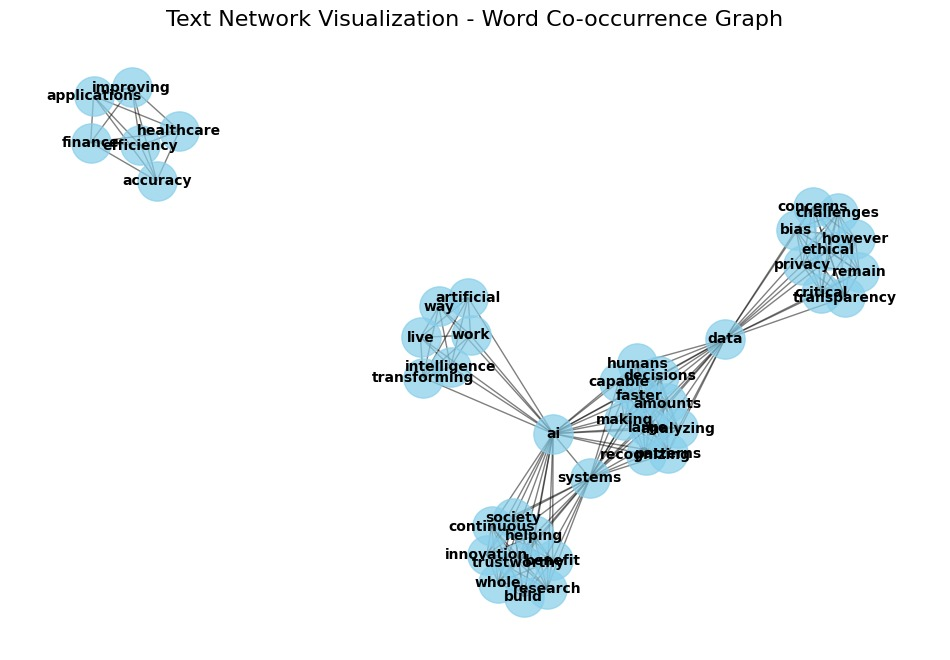 Text Network Visualization - Word Co-occurrence Graph
improving
applications
healthcare
finance
efficiency
accuracy
concerns
challenges
bias
however
ethical
privacy
remain
critical
transparency
artificial
way
live
work
intelligence
transforming
data
humans
decisions
capable
faster
amounts
making
large
analyzing
recognizing
patterns
ai
systems
society
continuous
helping
innovation
trustworthy
benefit
whole
research
build